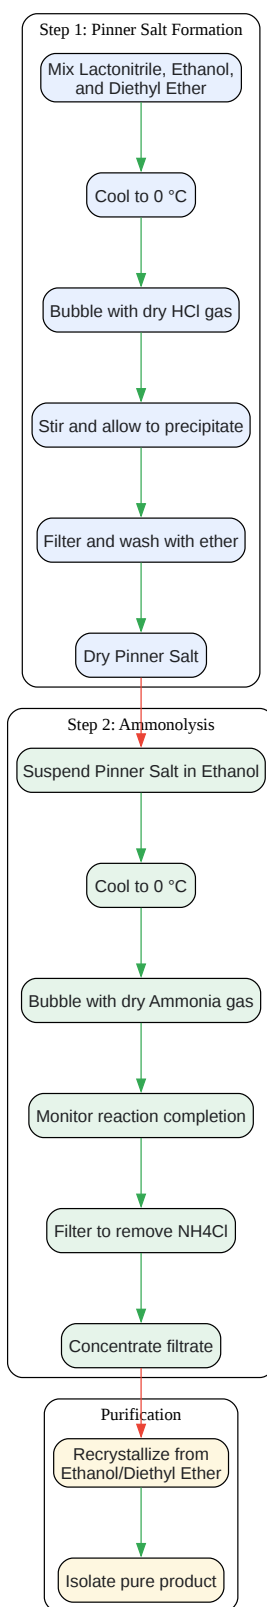 Step 1: Pinner Salt Formation
Mix Lactonitrile, Ethanol,
and Diethyl Ether
Cool to 0 °C
Bubble with dry HCl gas
Stir and allow to precipitate
Filter and wash with ether
Dry Pinner Salt
Step 2: Ammonolysis
Suspend Pinner Salt in Ethanol
Cool to 0 °C
Bubble with dry Ammonia gas
Monitor reaction completion
Filter to remove NH4Cl
Concentrate filtrate
Purification
Recrystallize from
Ethanol/Diethyl Ether
Isolate pure product